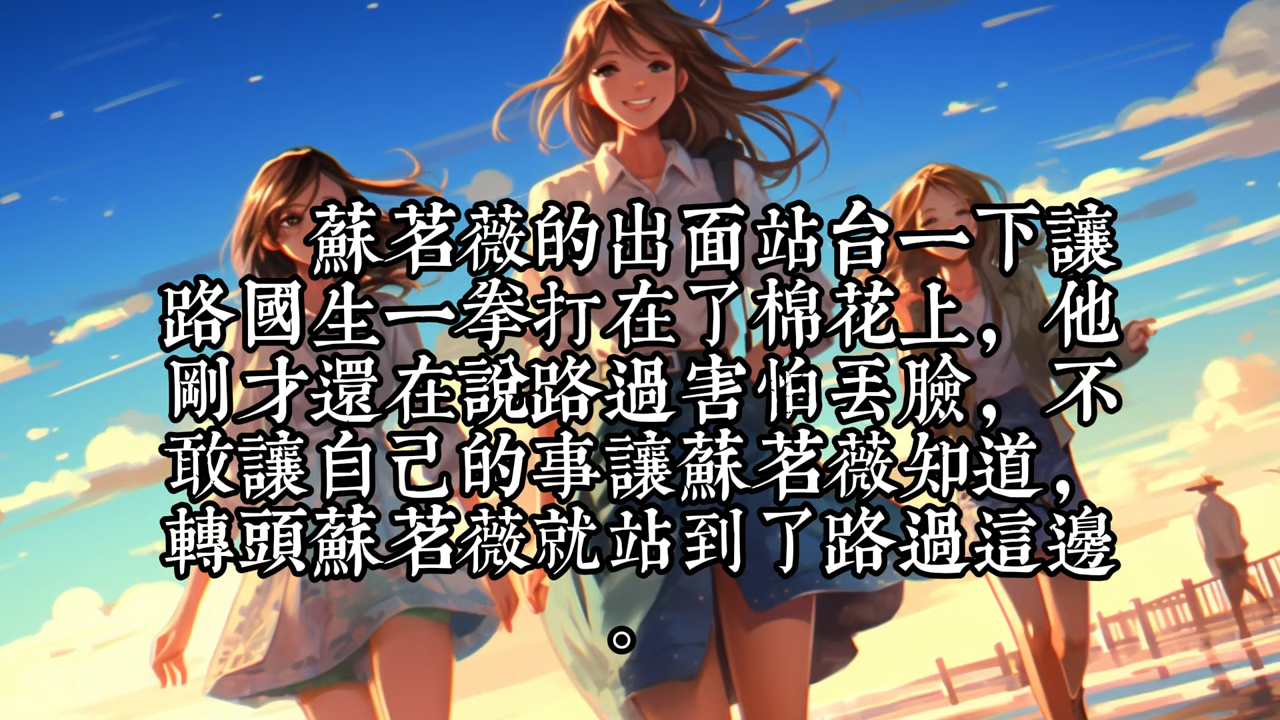 蘇茗薇的出面站台一下讓
路國生一拳打在了棉花上，他
剛才還在說路過害怕丟臉，不
敢讓自己的事讓蘇茗薇知道，
轉頭蘇茗薇就站到了路過這邊
。